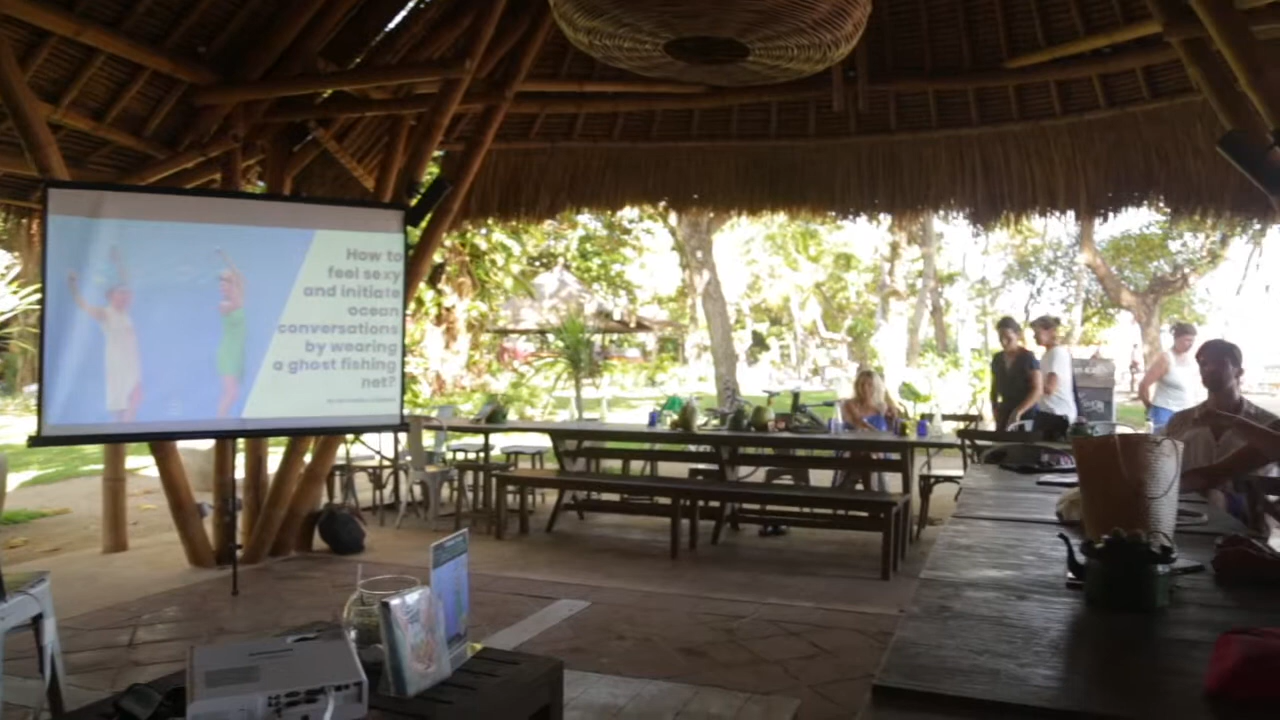 How to
feel sexy
and initiate
ocean
conversations
by wearing
a ghost fishing
net?